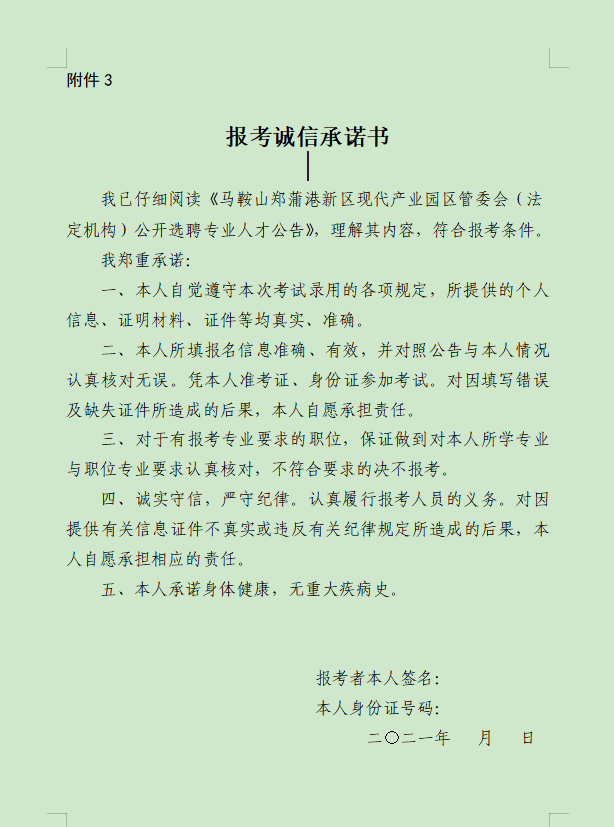 附件 3
报考诚信承诺书
我已仔细阅读《马鞍山郑蒲港新区现代产业园区管委会（法
定机构）公开选聘专业人才公告》，理解其内容，符合报考条件。
我郑重承诺：
一、本人自觉遵守本次考试录用的各项规定，所提供的个人
信息、证明材料、证件等均真实、准确。
二、本人所填报名信息准确、有效，并对照公告与本人情况
认真核对无误。凭本人准考证、身份证参加考试。对因填写错误
及缺失证件所造成的后果，本人自愿承担责任。
三、对于有报考专业要求的职位，保证做到对本人所学专业
与职位专业要求认真核对，不符合要求的决不报考。
四、诚实守信，严守纪律。认真履行报考人员的义务。对因
提供有关信息证件不真实或违反有关纪律规定所造成的后果，本
人自愿承担相应的责任。
五、本人承诺身体健康，无重大疾病史。
报考者本人签名：
本人身份证号码：
二〇二一年 月 日